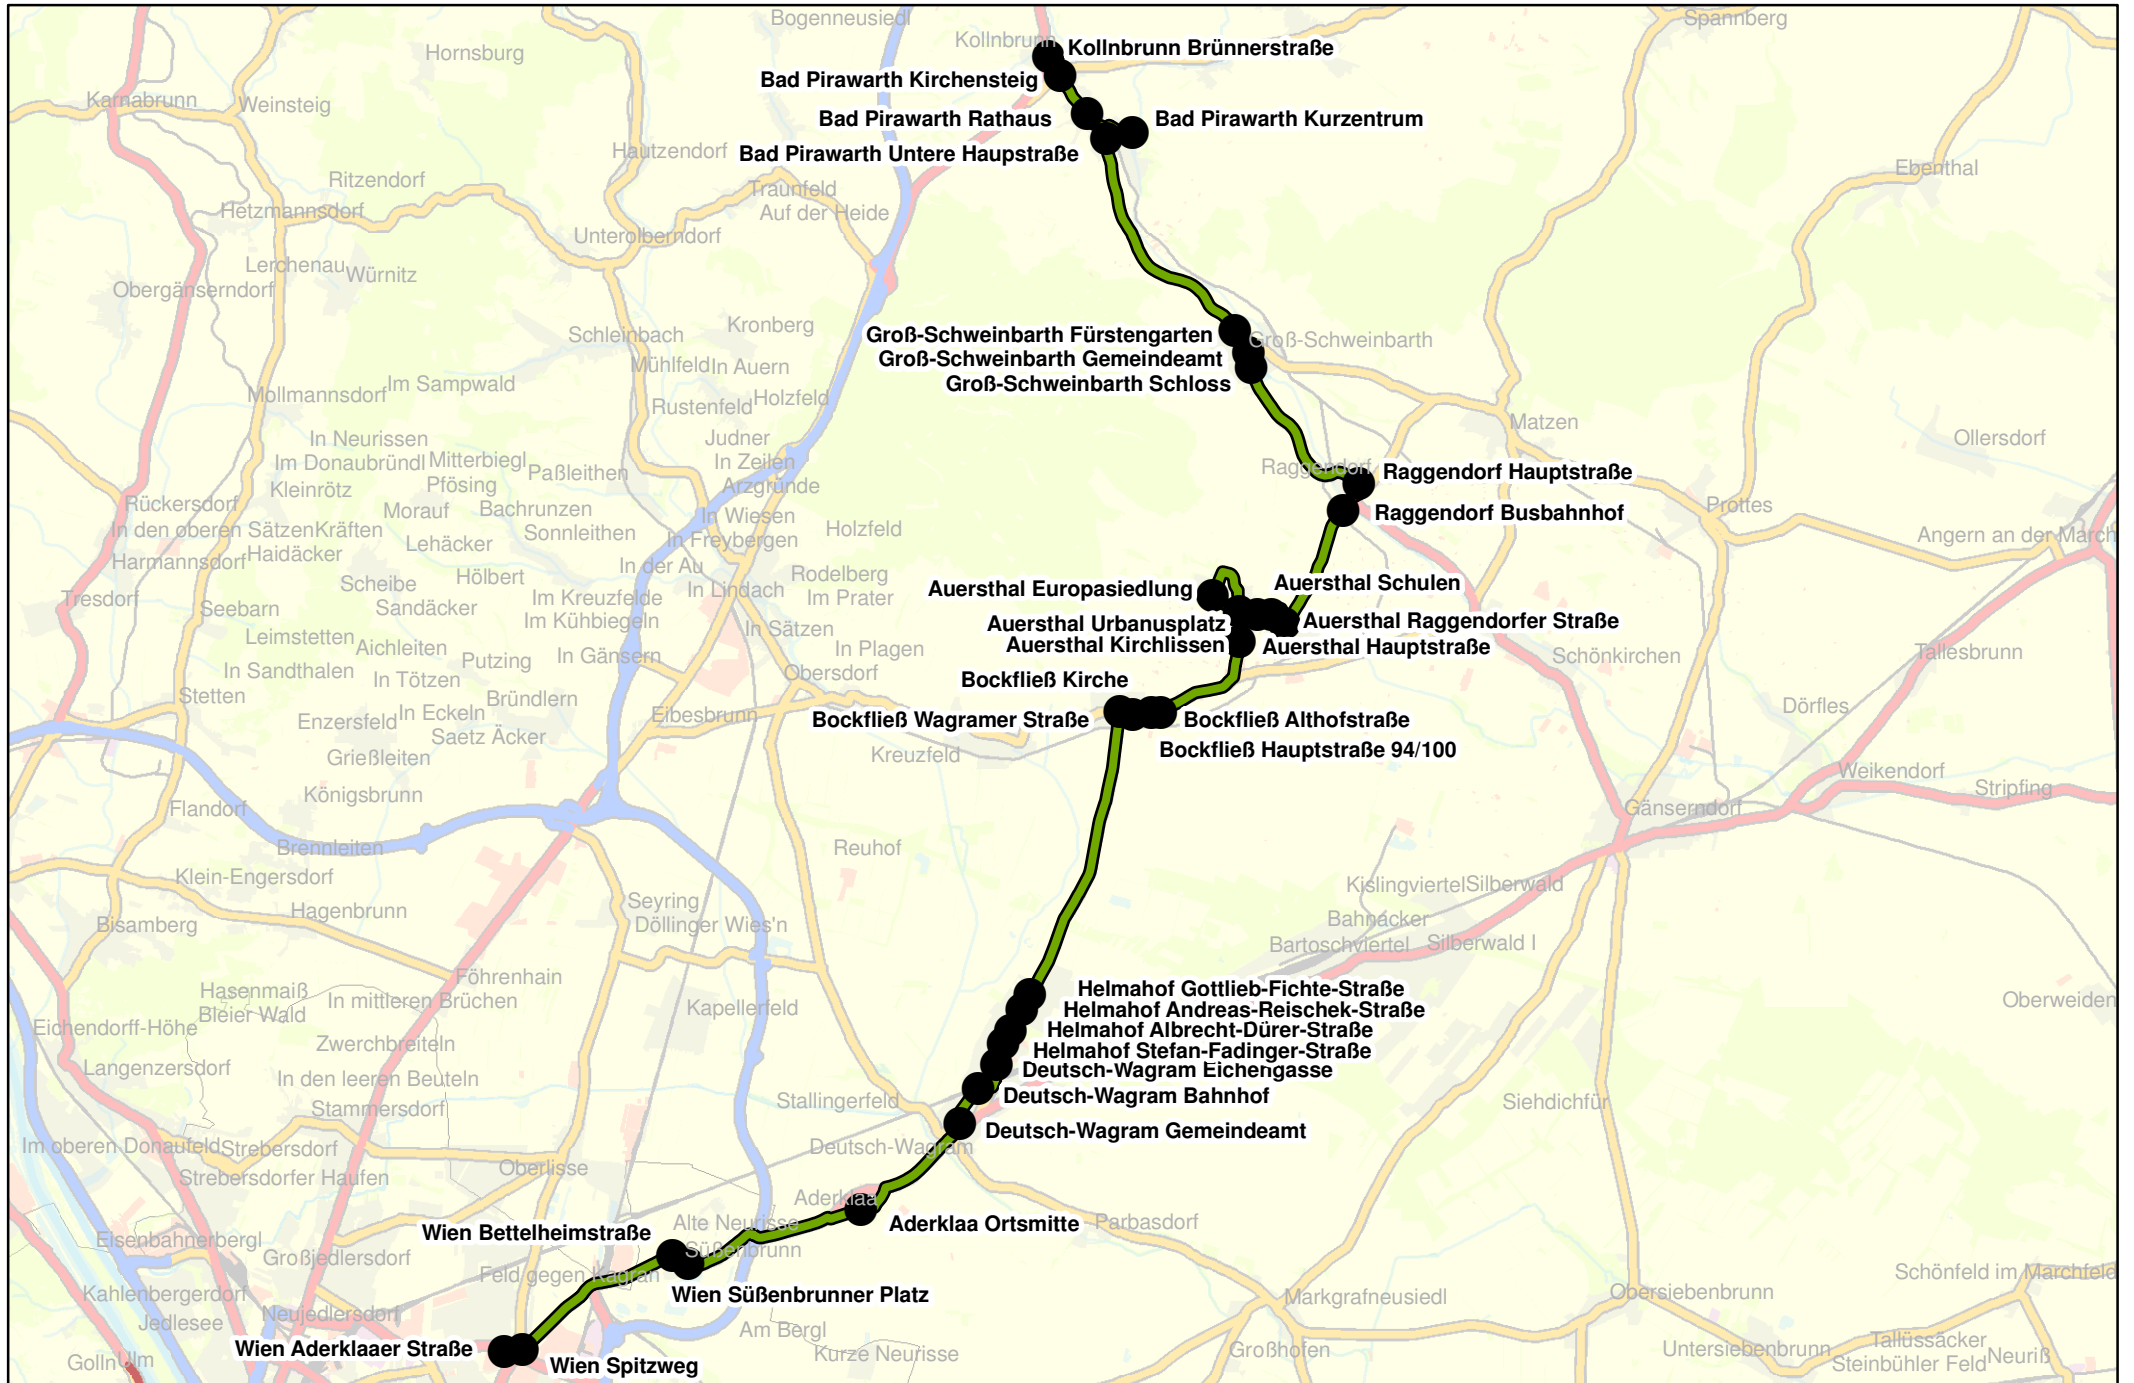 Bogenneusiedl
Spannberg
Kollnbrunn
Hornsburg
Kollnbrunn Brünnerstraße
Bad Pirawarth Kirchensteig
Karnabrunn
Weinsteig
Bad Pirawarth Rathaus
Bad Pirawarth Kurzentrum
Hautzendorf
Bad Pirawarth Untere Haupstraße
Ebenthal
Ritzendorf
Traunfeld
Hetzmannsdorf
Auf der Heide
Unterolberndorf
Lerchenau
Würnitz
Obergänserndorf
Kronberg
Schleinbach
Groß-Schweinbarth Fürstengarten
Groß-Schweinbarth
Groß-Schweinbarth Gemeindeamt
Mühlfeld
In Auern
Groß-Schweinbarth Schloss
Im Sampwald
Mollmannsdorf
Holzfeld
Rustenfeld
Matzen
In Neurissen
Judner
Ollersdorf
Im Donaubründl
Mitterbiegl
In Zeilen
Raggendorf
Raggendorf Hauptstraße
Paßleithen
Kleinrötz
Pfösing
Arzgründe
Rückersdorf
Morauf
Bachrunzen
In Wiesen
Prottes
Raggendorf Busbahnhof
In den oberen Sätzen
Kräften
Sonnleithen
Holzfeld
In Freybergen
Angern an der March
Haidäcker
Lehäcker
Harmannsdorf
In der Au
Rodelberg
Scheibe
Hölbert
In Lindach
Auersthal Europasiedlung
Auersthal Schulen
Tresdorf
Seebarn
Sandäcker
Im Kreuzfelde
Im Prater
Im Kühbiegeln
In Sätzen
Auersthal Urbanusplatz
Auersthal Raggendorfer Straße
Leimstetten
Aichleiten
In Plagen
Auersthal Kirchlissen
Auersthal Hauptstraße
In Sandthalen
Putzing
In Gänsern
Obersdorf
Schönkirchen
Tallesbrunn
In Tötzen
Bockfließ Kirche
Stetten
Bründlern
Enzersfeld
In Eckeln
Eibesbrunn
Bockfließ Wagramer Straße
Bockfließ Althofstraße
Dörfles
Saetz Äcker
Grießleiten
Kreuzfeld
Bockfließ Hauptstraße 94/100
Weikendorf
Königsbrunn
Stripfing
Flandorf
Gänserndorf
Brennleiten
Reuhof
Klein-Engersdorf
Kislingviertel
Silberwald
Hagenbrunn
Seyring
Bisamberg
Döllinger Wies'n
Bahnäcker
Bartoschviertel
Silberwald I
Föhrenhain
Hasenmaiß
In mittleren Brüchen
Helmahof Gottlieb-Fichte-Straße
Bleier Wald
Kapellerfeld
Helmahof Andreas-Reischek-Straße
Oberweiden
Eichendorff-Höhe
Helmahof Albrecht-Dürer-Straße
Zwerchbreiteln
Helmahof Stefan-Fadinger-Straße
Langenzersdorf
Deutsch-Wagram Eichengasse
In den leeren Beuteln
Deutsch-Wagram Bahnhof
Stammersdorf
Stallingerfeld
Siehdichfür
Deutsch-Wagram Gemeindeamt
Im oberen Donaufeld
Strebersdorf
Deutsch-Wagram
Strebersdorfer Haufen
Oberlisse
Aderklaa
Wien Bettelheimstraße
Alte Neurisse
Aderklaa Ortsmitte
Parbasdorf
Eisenbahnerbergl
Süßenbrunn
Großjedlersdorf
Feld gegen Kagran
Schönfeld im Marchfeld
Kahlenbergerdorf
Wien Süßenbrunner Platz
Markgrafneusiedl
Obersiebenbrunn
Jedlesee
Neujedlersdorf
Am Bergl
Wien Aderklaaer Straße
Kurze Neurisse
Großhofen
Untersiebenbrunn
Tallüssäcker
Golln
Ulm
Wien Spitzweg
Steinbühler Feld
Neuriß